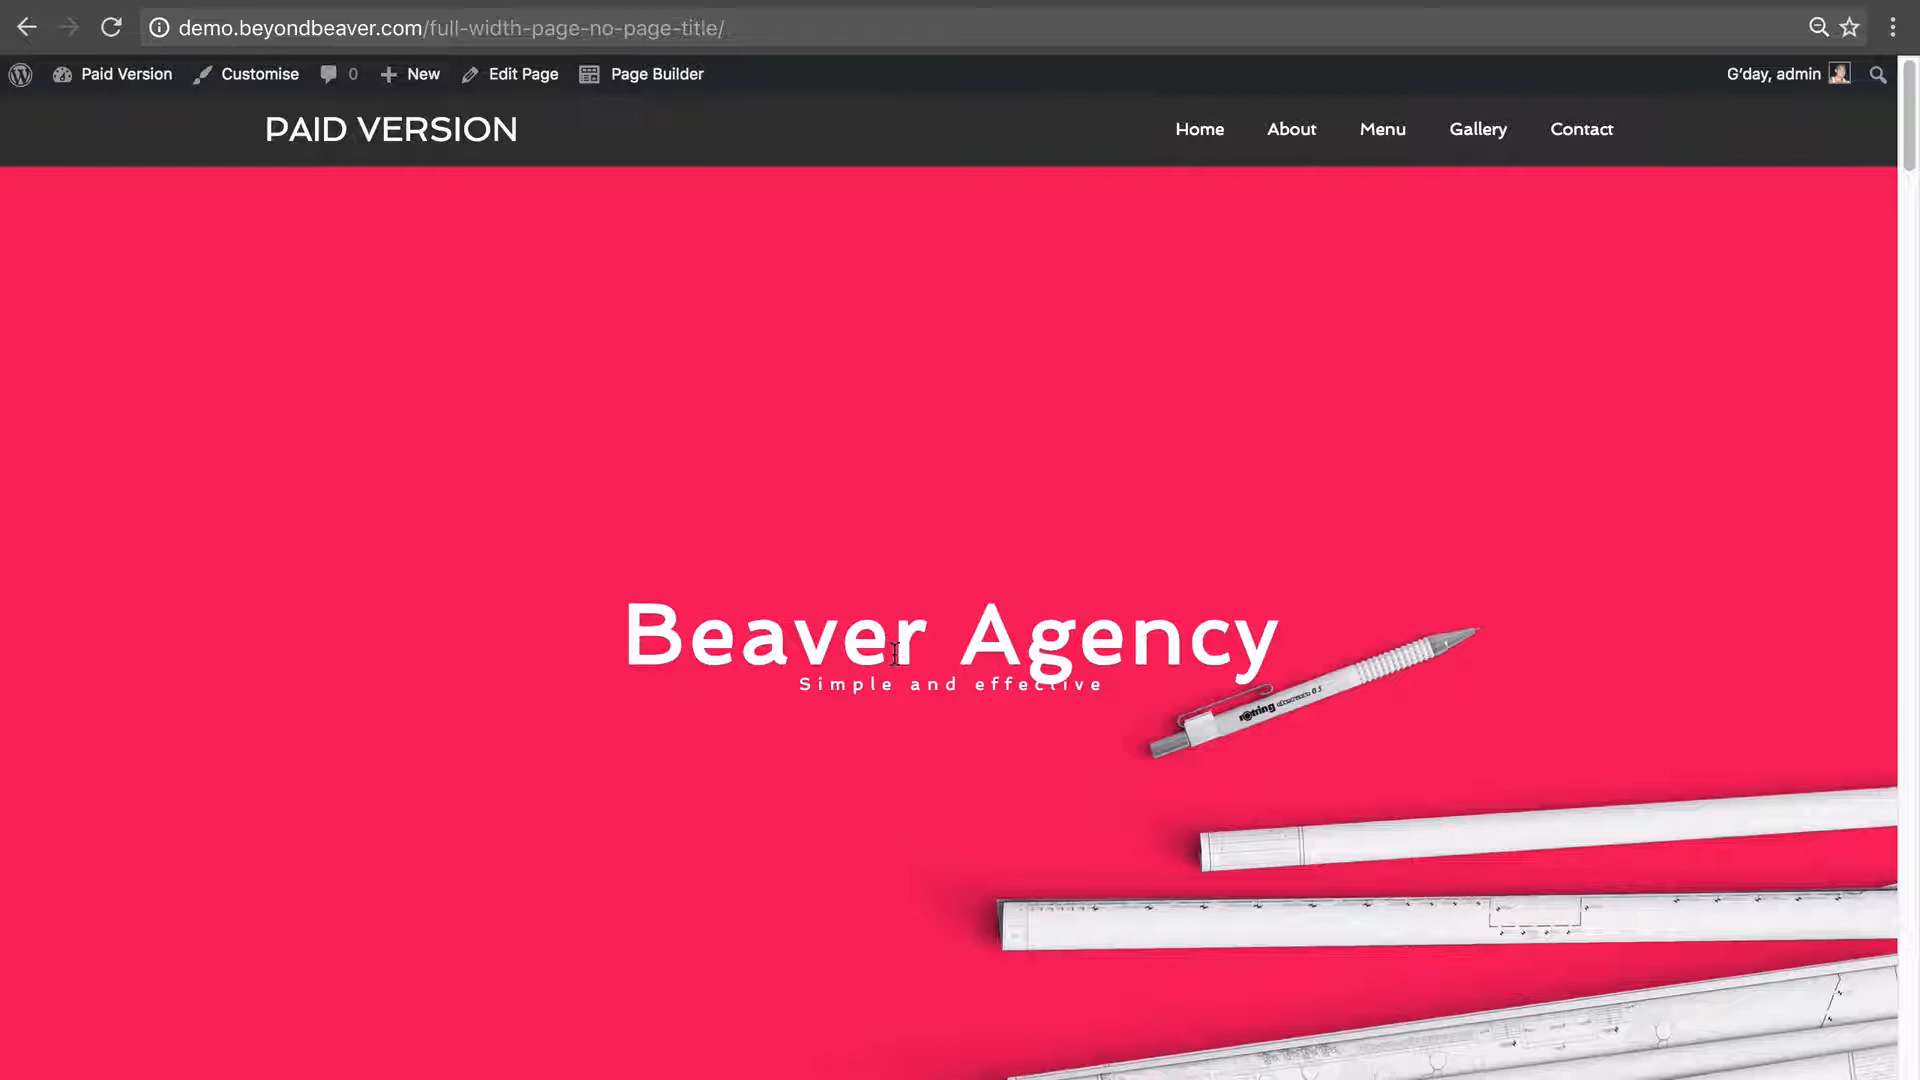 demo.beyondbeaver.com/full-width-page-no-page-title/
Paid Version Customise 0 New Edit Page Page Builder G'day, admin
PAID VERSION Home About Menu Gallery Contact
Beaver Agency
Simple and effective
rotring